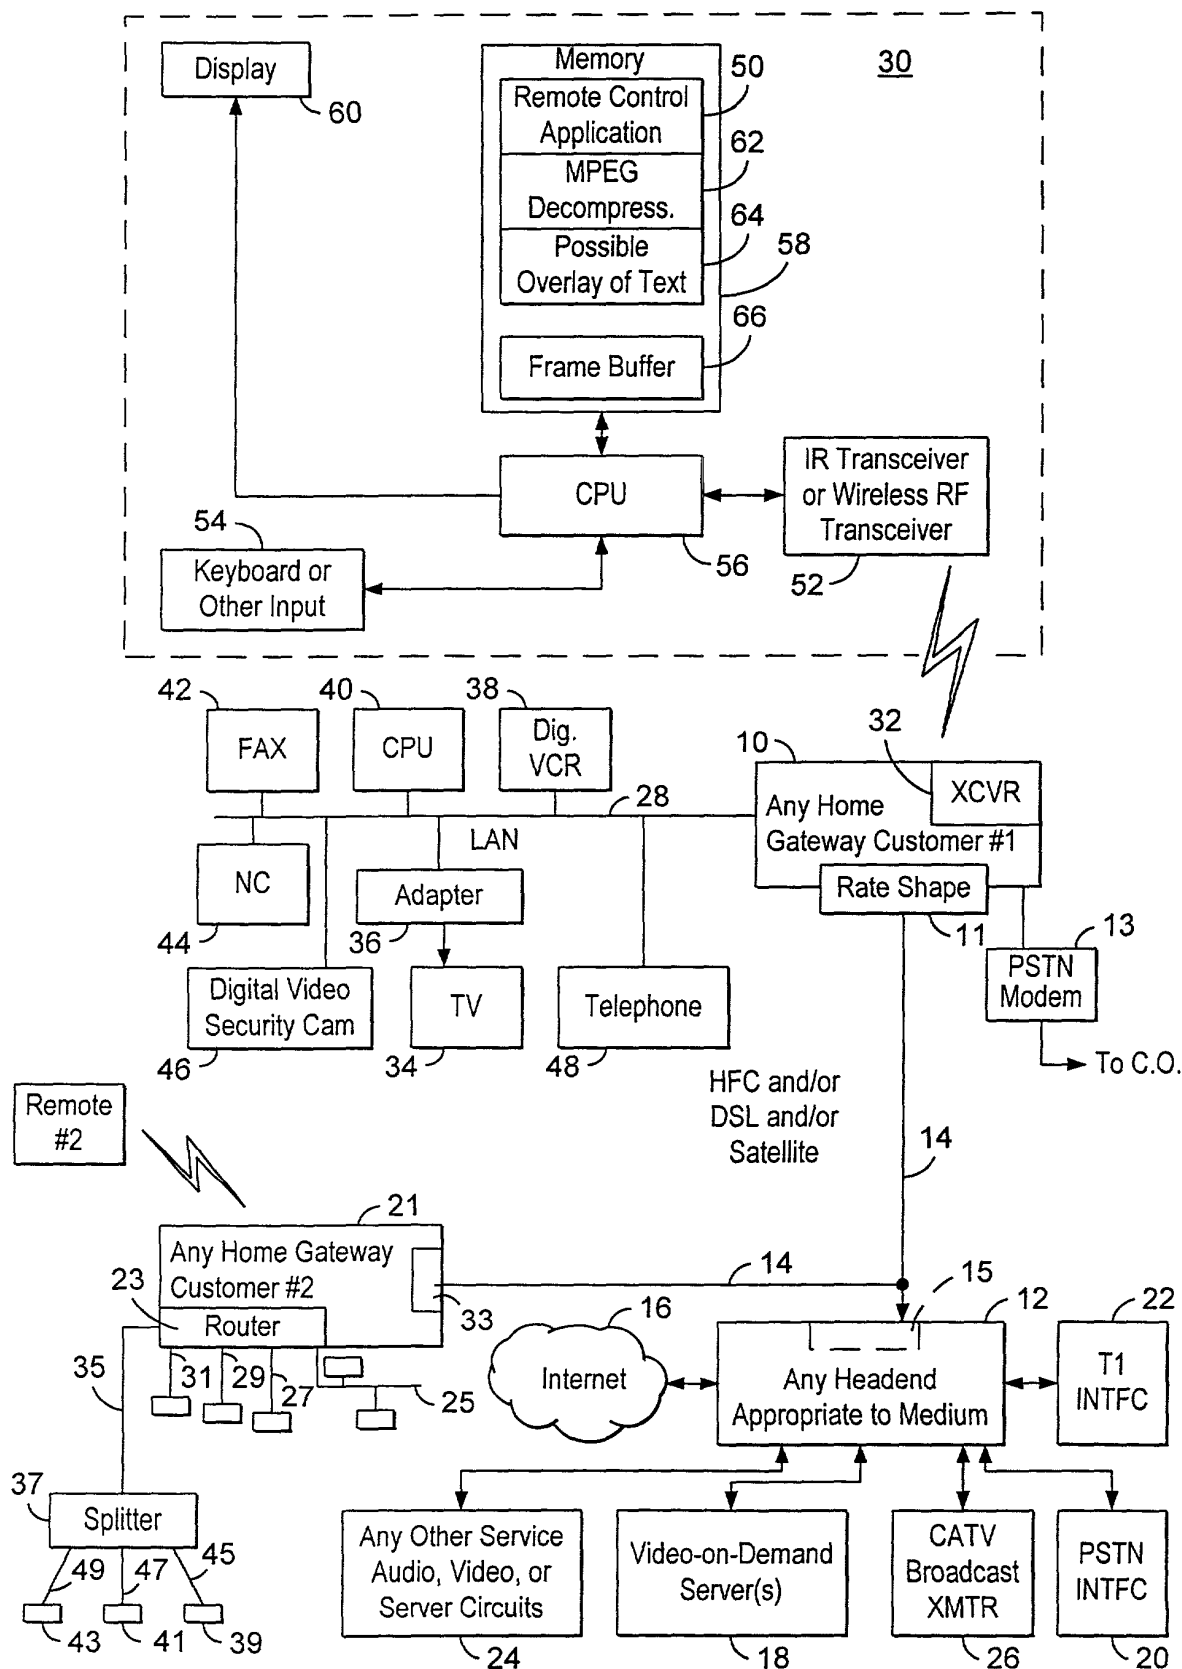 Display
60
Memory
50
30
Remote Control
Application
62
MPEG
Decompress.
64
Possible
Overlay of Text
58
66
Frame Buffer
CPU
56
IR Transceiver
or Wireless RF
Transceiver
52
54
Keyboard or
Other Input
42
FAX
40
CPU
38
Dig.
VCR
10
32
XCVR
Any Home
Gateway Customer #1
28
LAN
Rate Shape
11
13
PSTN
Modem
To C.O.
NC
44
Adapter
36
Digital Video
Security Cam
46
TV
34
Telephone
48
HFC and/or
DSL and/or
Satellite
14
Remote
#2
21
Any Home Gateway
Customer #2
33
14
23
Router
35
31
29
27
25
16
Internet
15
12
Any Headend
Appropriate to Medium
22
T1
INTFC
37
Splitter
49
47
45
43
41
39
Any Other Service
Audio, Video, or
Server Circuits
24
Video-on-Demand
Server(s)
18
CATV
Broadcast
XMTR
26
PSTN
INTFC
20